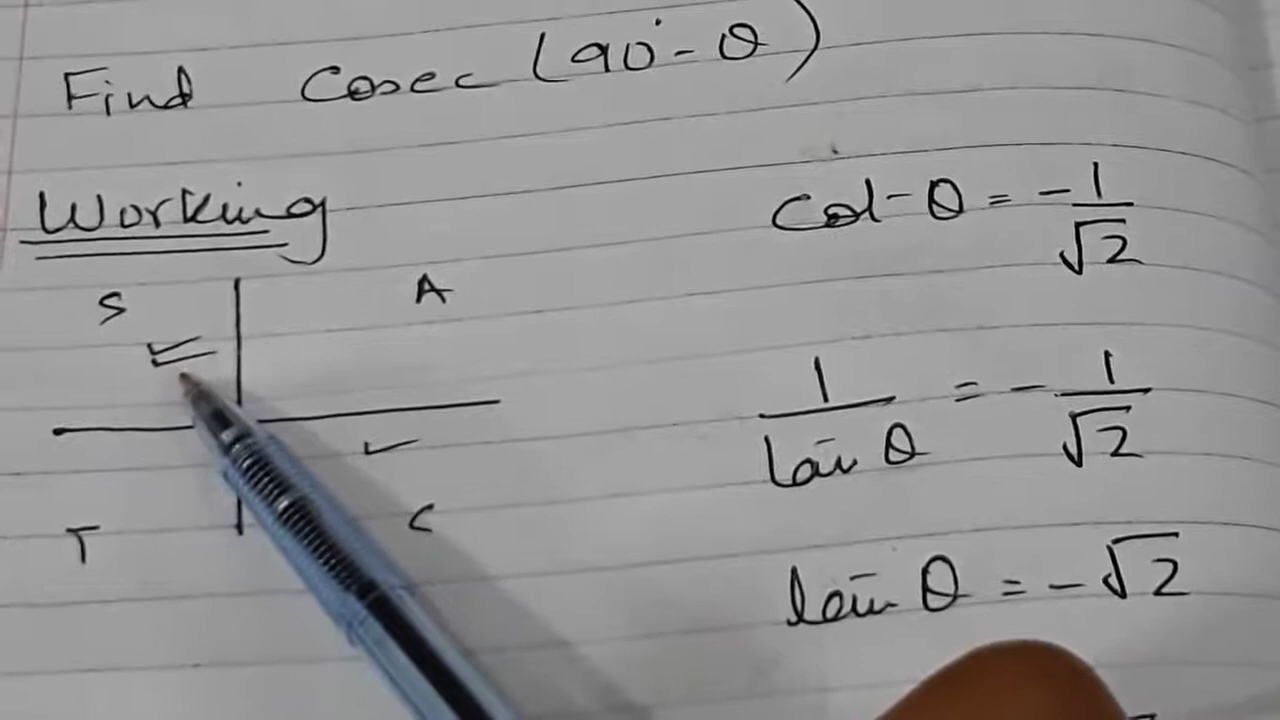 Find cosec (90° - θ)
Working
S A
T C
cot θ = - 1/√2
1/tan θ = - 1/√2
tan θ = - √2